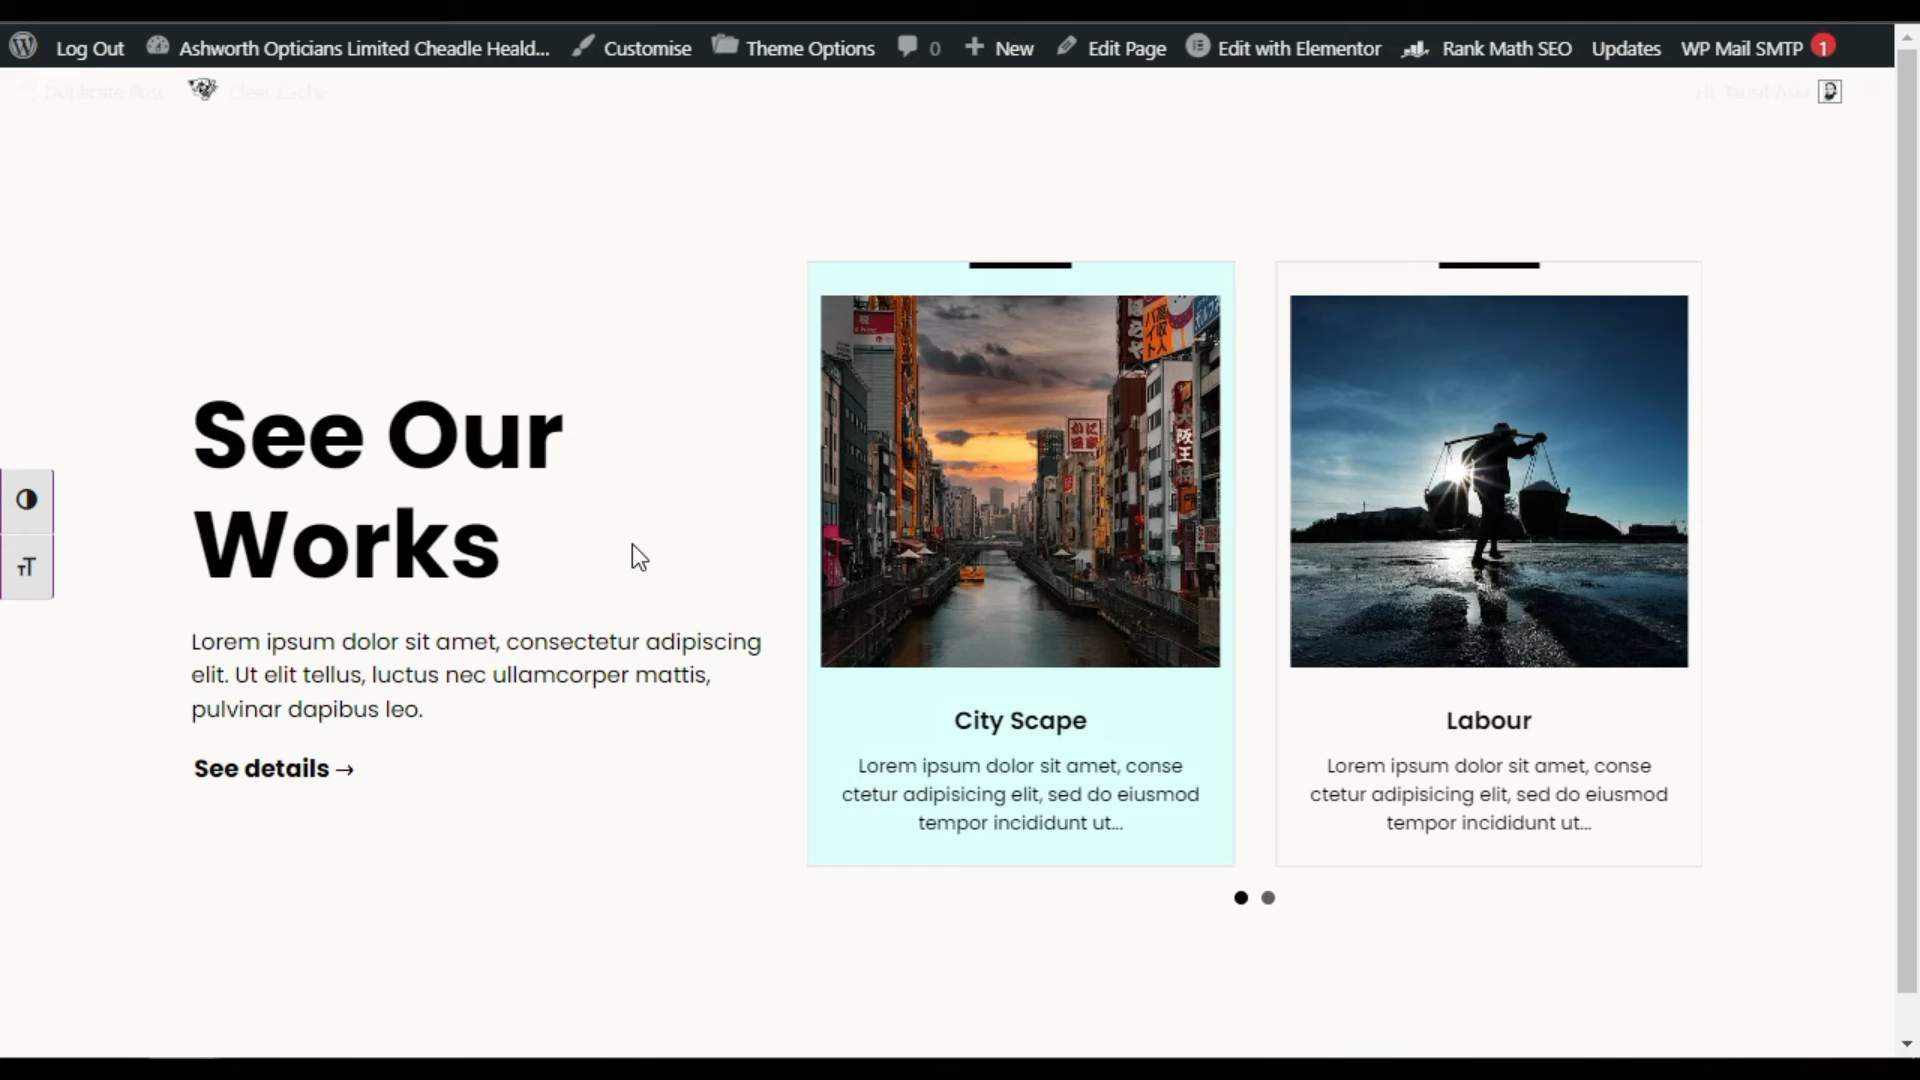 Log Out Ashworth Opticians Limited Cheadle Heald... Customise Theme Options 0 New Edit Page Edit with Elementor Rank Math SEO Updates WP Mail SMTP 1
Duplicate Post Clear Cache
See Our
Works
Lorem ipsum dolor sit amet, consectetur adipiscing
elit. Ut elit tellus, luctus nec ullamcorper mattis,
pulvinar dapibus leo.
See details →
City Scape
Lorem ipsum dolor sit amet, conse
ctetur adipisicing elit, sed do eiusmod
tempor incididunt ut...
Labour
Lorem ipsum dolor sit amet, conse
ctetur adipisicing elit, sed do eiusmod
tempor incididunt ut...